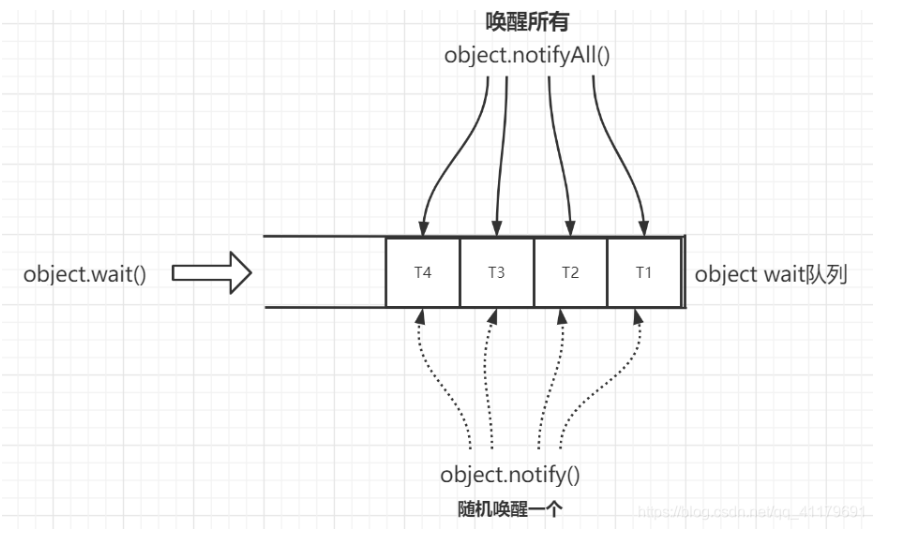 唤醒所有
object.notifyAll()
object.wait()
T4
T3
T2
T1
object wait队列
object.notify()
随机唤醒一个
https://blog.csdn.net/qq_41179691